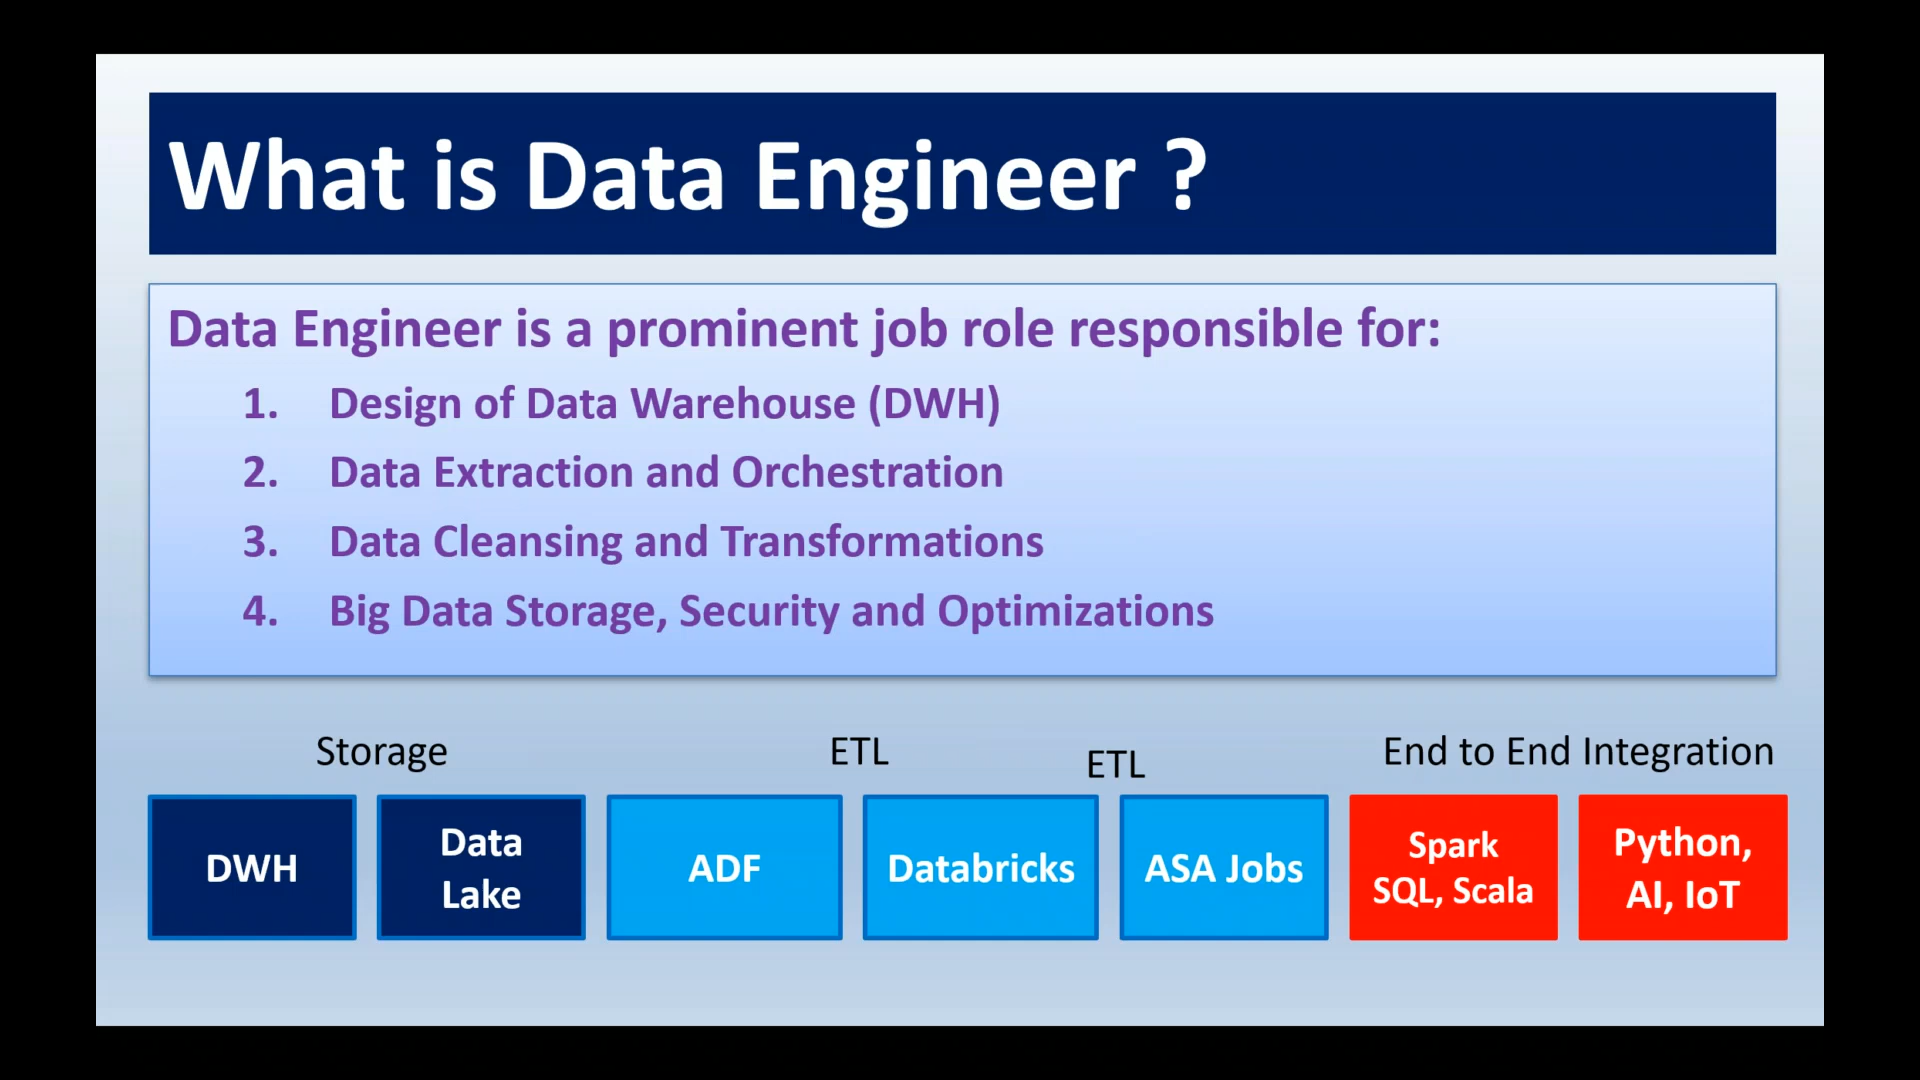 What is Data Engineer ?
Data Engineer is a prominent job role responsible for:
1. Design of Data Warehouse (DWH)
2. Data Extraction and Orchestration
3. Data Cleansing and Transformations
4. Big Data Storage, Security and Optimizations
Storage
ETL
ETL
End to End Integration
DWH
Data
Lake
ADF
Databricks
ASA Jobs
Spark
SQL, Scala
Python,
AI, IoT